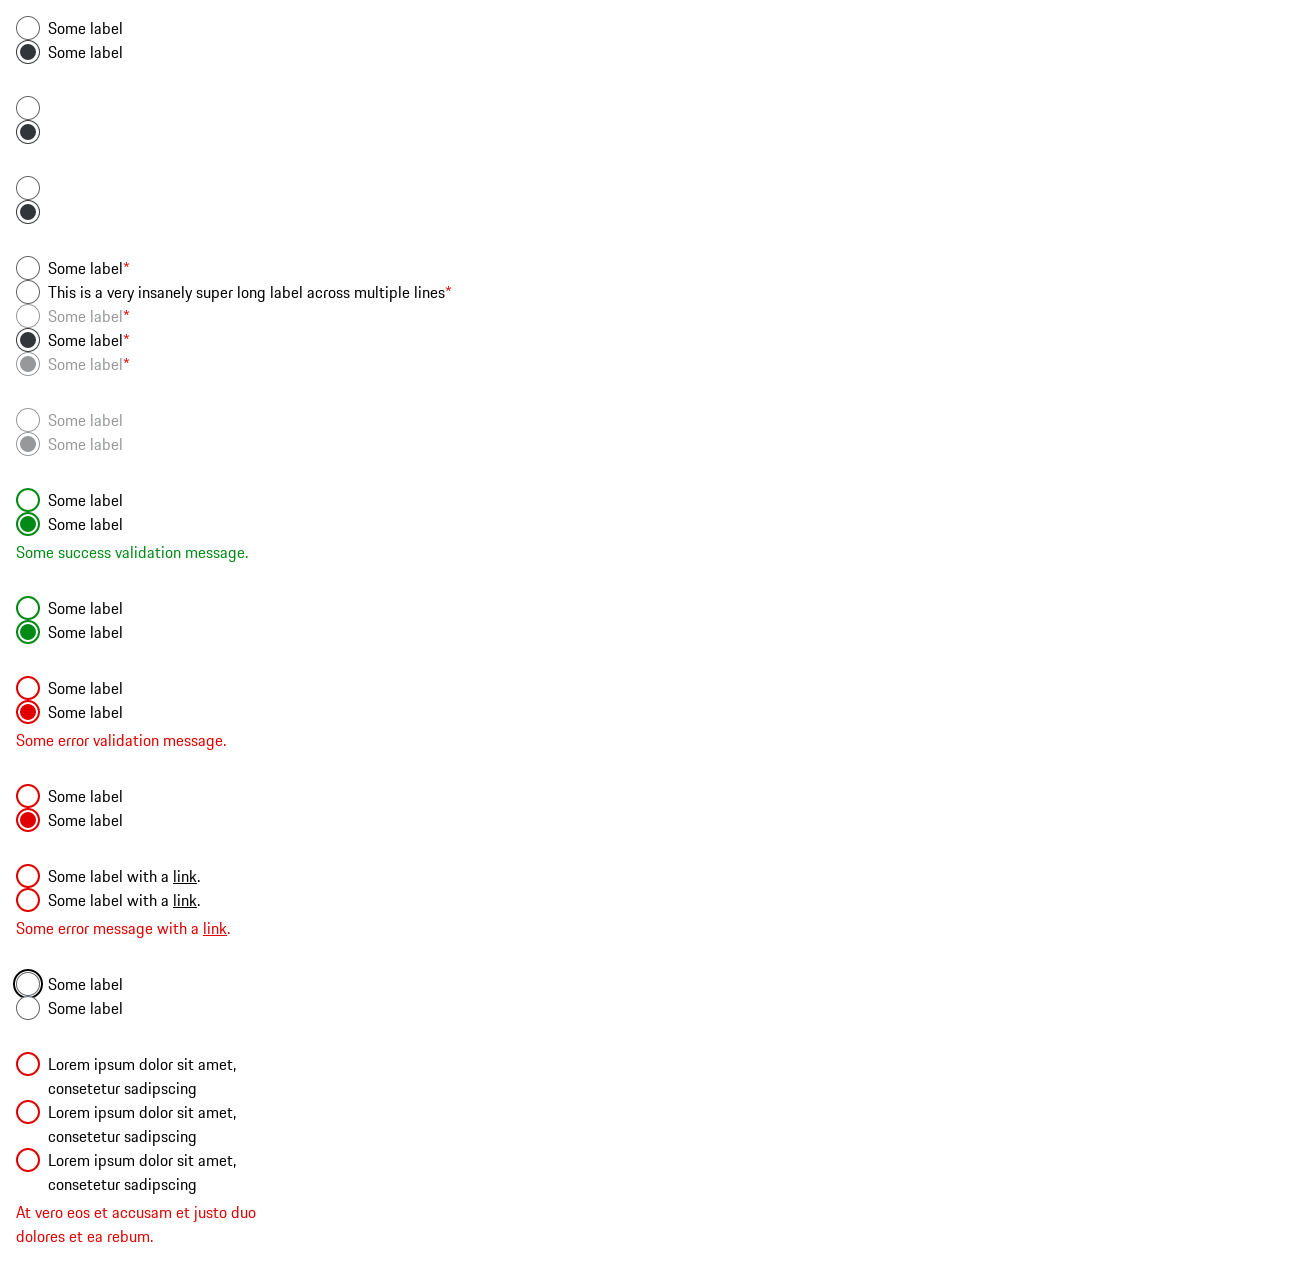 Some label
Some label
Some label*
This is a very insanely super long label across multiple lines*
Some label*
Some label*
Some label*
Some label
Some label
Some label
Some label
Some success validation message.
Some label
Some label
Some label
Some label
Some error validation message.
Some label
Some label
Some label with a link.
Some label with a link.
Some error message with a link.
Some label
Some label
Lorem ipsum dolor sit amet,
consetetur sadipscing
Lorem ipsum dolor sit amet,
consetetur sadipscing
Lorem ipsum dolor sit amet,
consetetur sadipscing
At vero eos et accusam et justo duo
dolores et ea rebum.